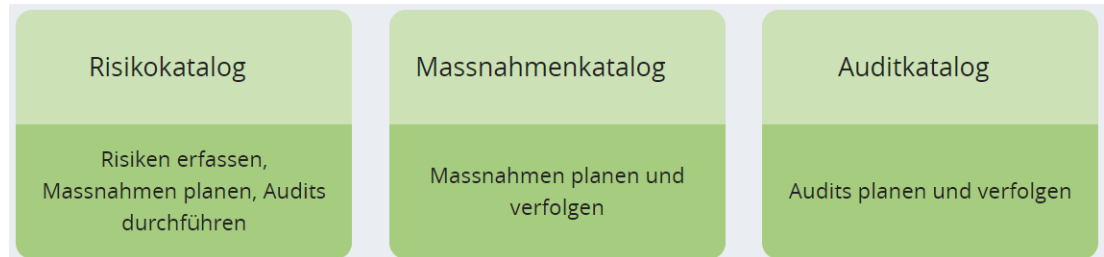 Risikokatalog
Risiken erfassen,
Massnahmen planen, Audits
durchführen
Massnahmenkatalog
Massnahmen planen und
verfolgen
Auditkatalog
Audits planen und verfolgen